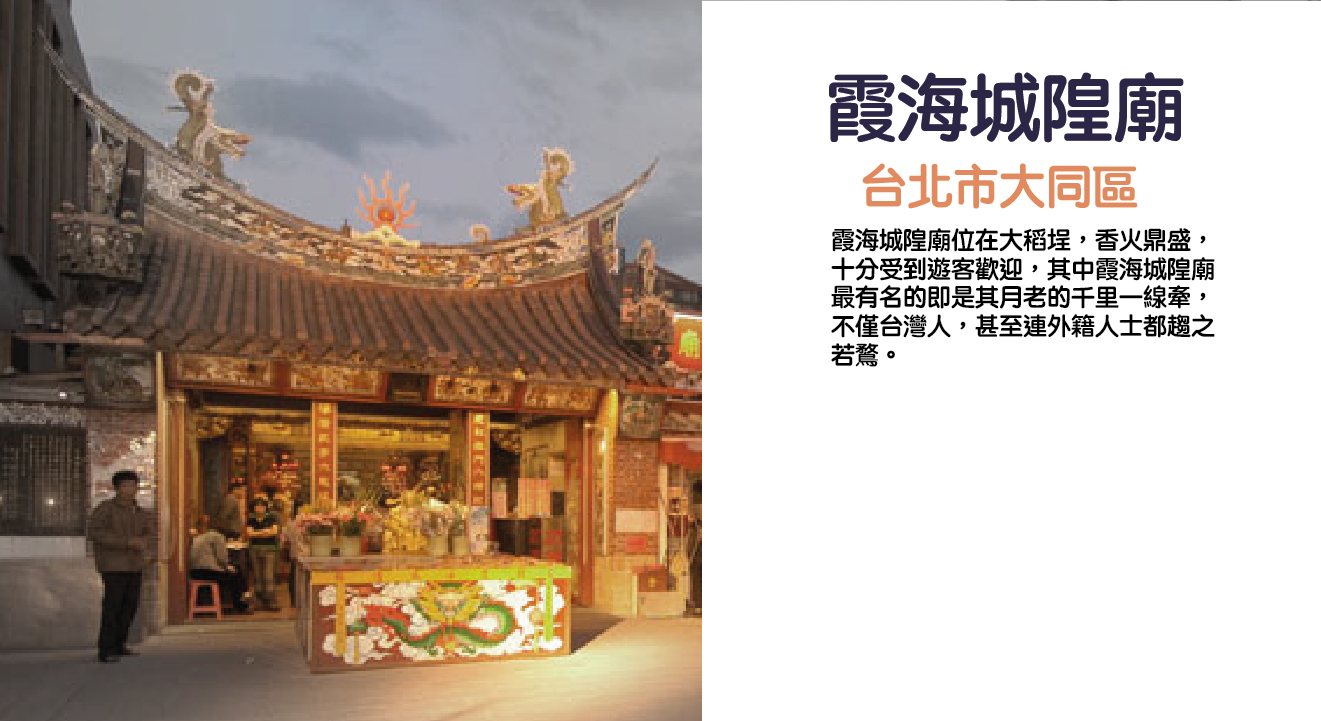 霞海城隍廟
台北市大同區
霞海城隍廟位在大稻埕，香火鼎盛，
十分受到遊客歡迎，其中霞海城隍廟
最有名的即是其月老的千里一線牽，
不僅台灣人，甚至連外籍人士都趨之
若鶩。